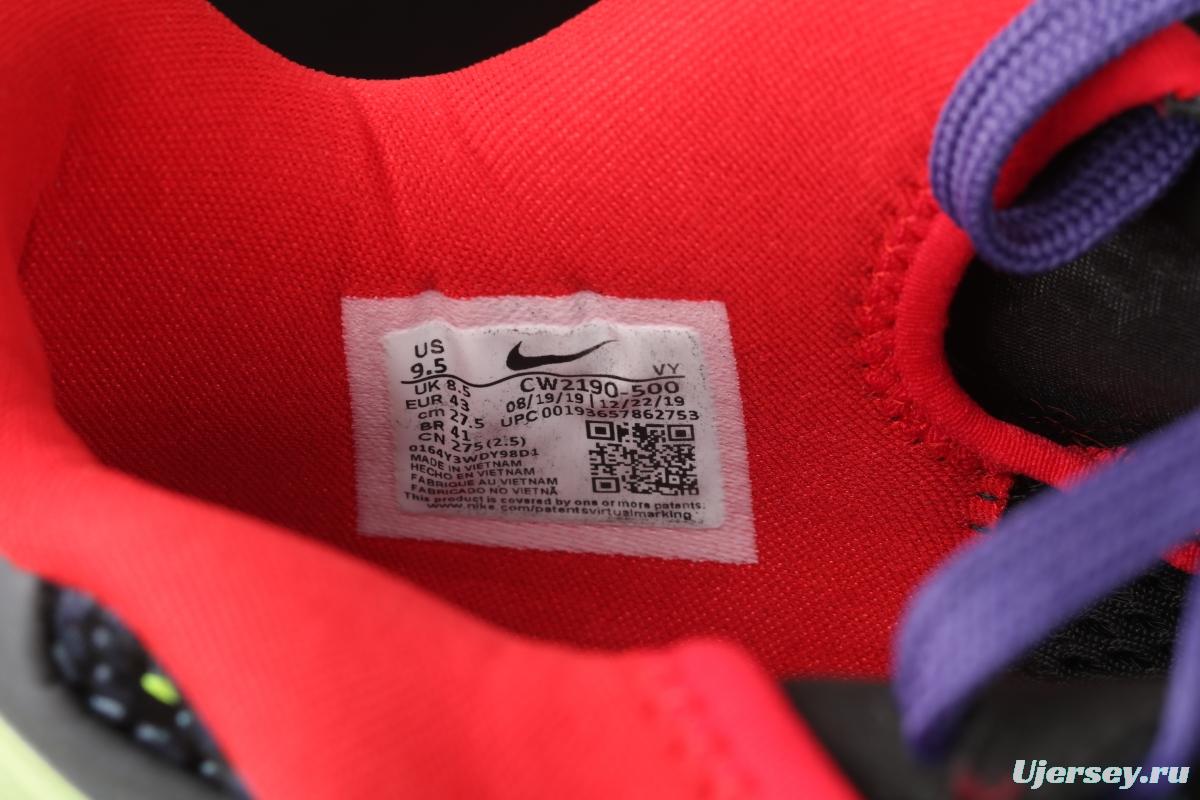 US
9.5
VY
UK 8.5
CW2190-500
EUR 43
08/19/19 | 12/22/19
cm 27.5
UPC 00193657862753
BR 41
CN 275 (2.5)
o164Y3WDY98D1
MADE IN VIETNAM
HECHO EN VIETNAM
FABRIQUE AU VIETNAM
FABRICADO NO VIETNÃ
This product is covered by one or more patents.
www.nike.com/patentsvirtualmarking
Ujersey.ru